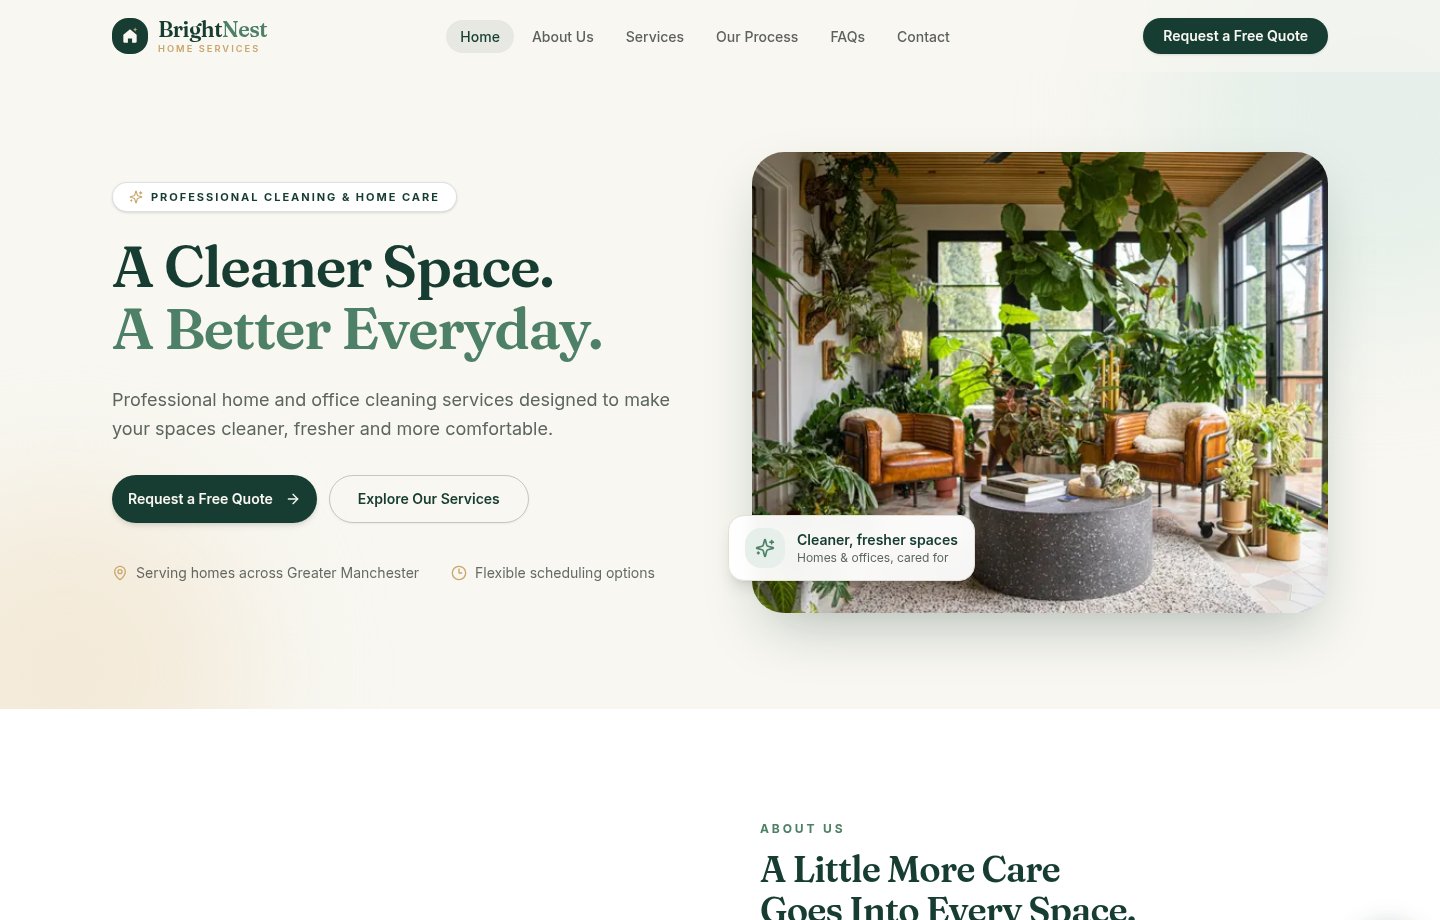 BrightNest
HOME SERVICES
Home
About Us
Services
Our Process
FAQs
Contact
Request a Free Quote
PROFESSIONAL CLEANING & HOME CARE
A Cleaner Space.
A Better Everyday.
Professional home and office cleaning services designed to make
your spaces cleaner, fresher and more comfortable.
Request a Free Quote
Explore Our Services
Serving homes across Greater Manchester
Flexible scheduling options
Cleaner, fresher spaces
Homes & offices, cared for
ABOUT US
A Little More Care
Goes Into Every Space.